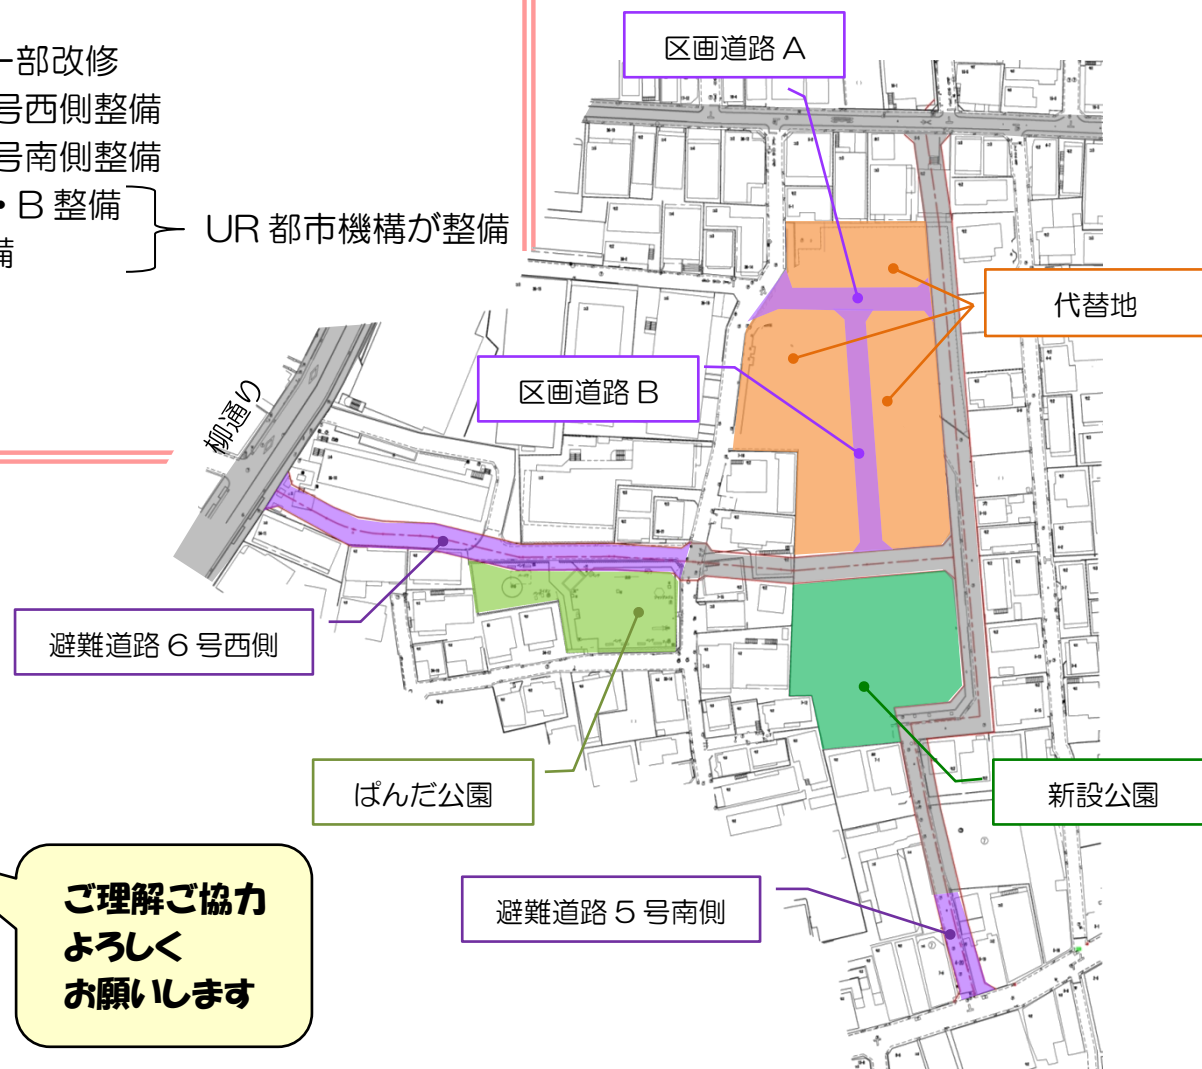 一部改修
号西側整備
号南側整備
・B 整備
備
UR 都市機構が整備
区画道路 A
代替地
区画道路 B
柳通り
避難道路 6 号西側
ぱんだ公園
新設公園
避難道路 5 号南側
ご理解ご協力
よろしく
お願いします